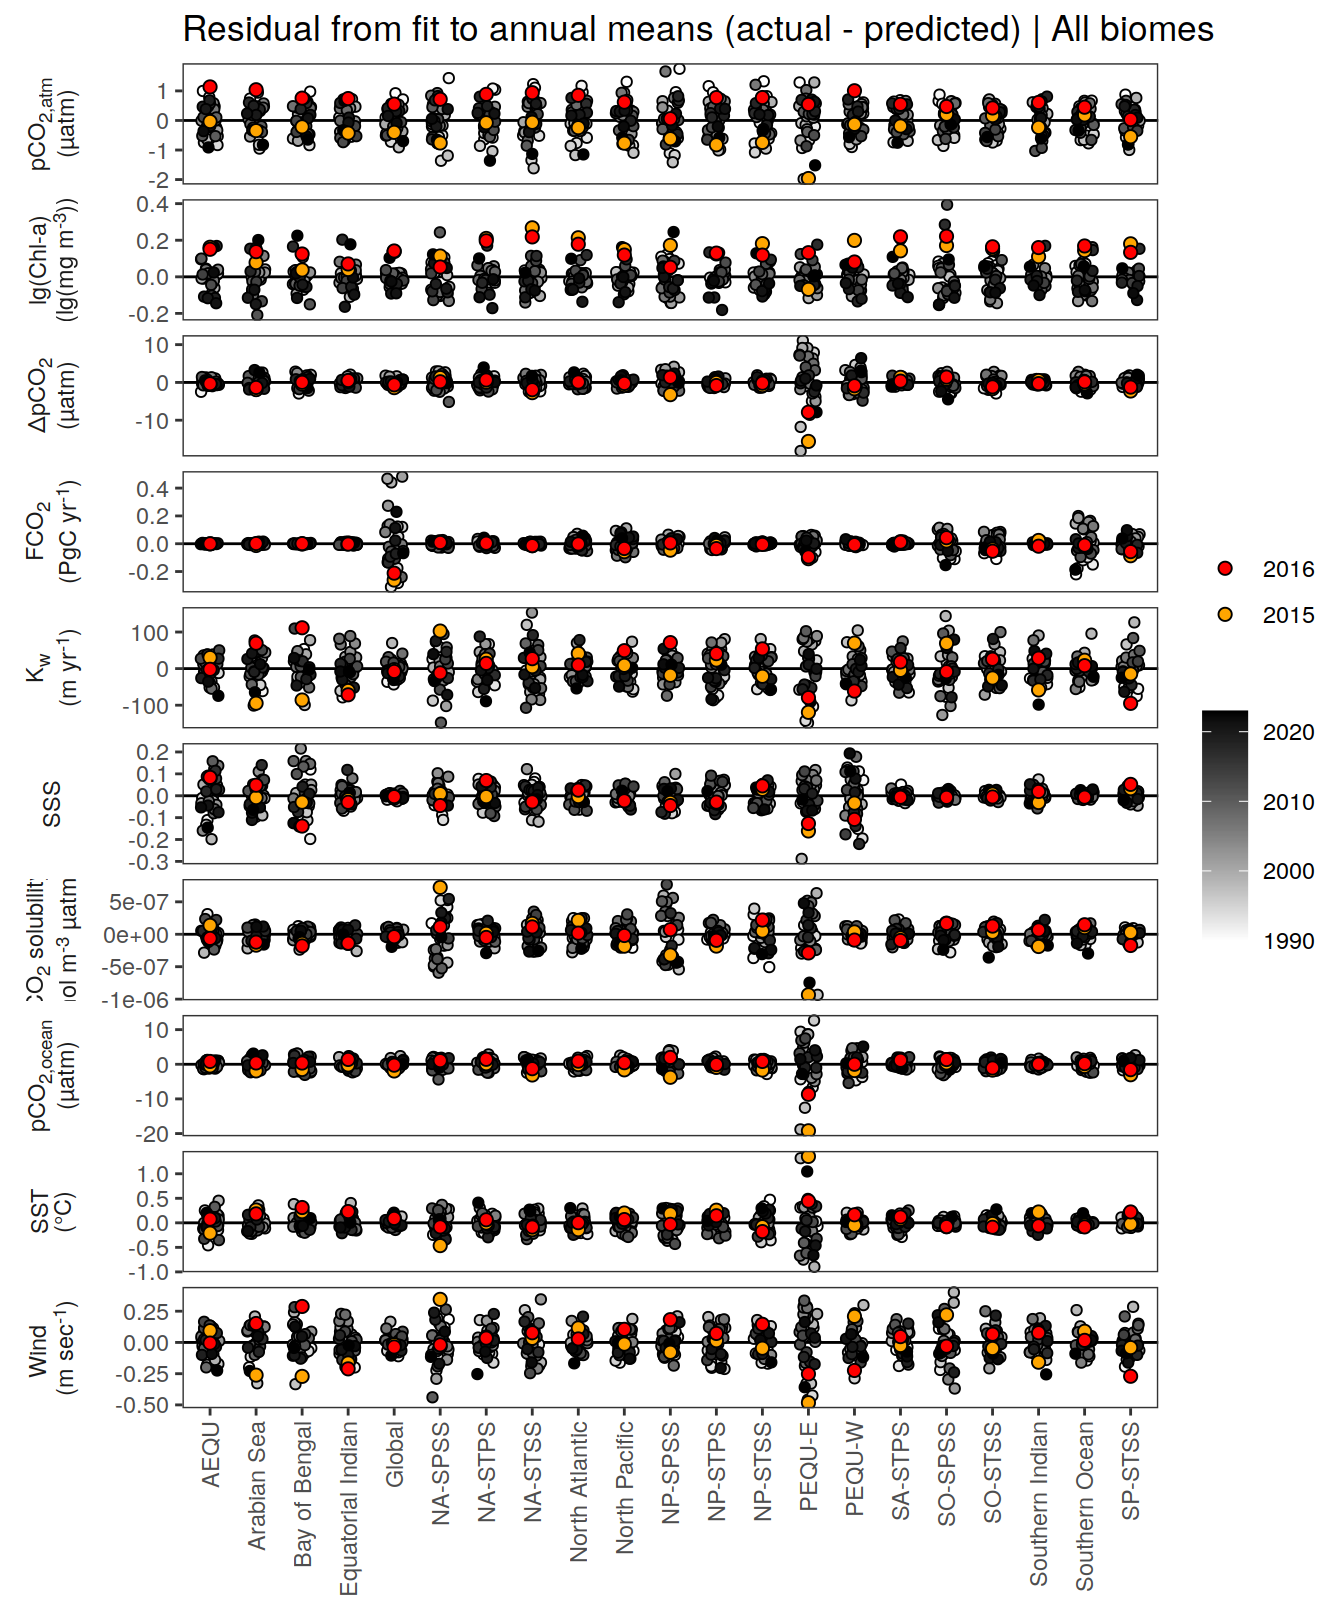 Residual from fit to annual means (actual - predicted) | All biomes
pCO2,atm
(µatm)
1
0
-1
-2
lg(Chl-a)
(lg(mg m-3))
0.4
0.2
0.0
-0.2
ΔpCO2
(µatm)
10
0
-10
FCO2
(PgC yr-1)
0.4
0.2
0.0
-0.2
Kw
(m yr-1)
100
0
-100
SSS
0.2
0.1
0.0
-0.1
-0.2
-0.3
CO2 solubility
ol m-3 µatm
5e-07
0e+00
-5e-07
-1e-06
pCO2,ocean
(µatm)
10
0
-10
-20
SST
(°C)
1.0
0.5
0.0
-0.5
-1.0
Wind
(m sec-1)
0.25
0.00
-0.25
-0.50
AEQU
Arabian Sea
Bay of Bengal
Equatorial Indian
Global
NA-SPSS
NA-STPS
NA-STSS
North Atlantic
North Pacific
NP-SPSS
NP-STPS
NP-STSS
PEQU-E
PEQU-W
SA-STPS
SO-SPSS
SO-STSS
Southern Indian
Southern Ocean
SP-STSS
2016
2015
2020
2010
2000
1990